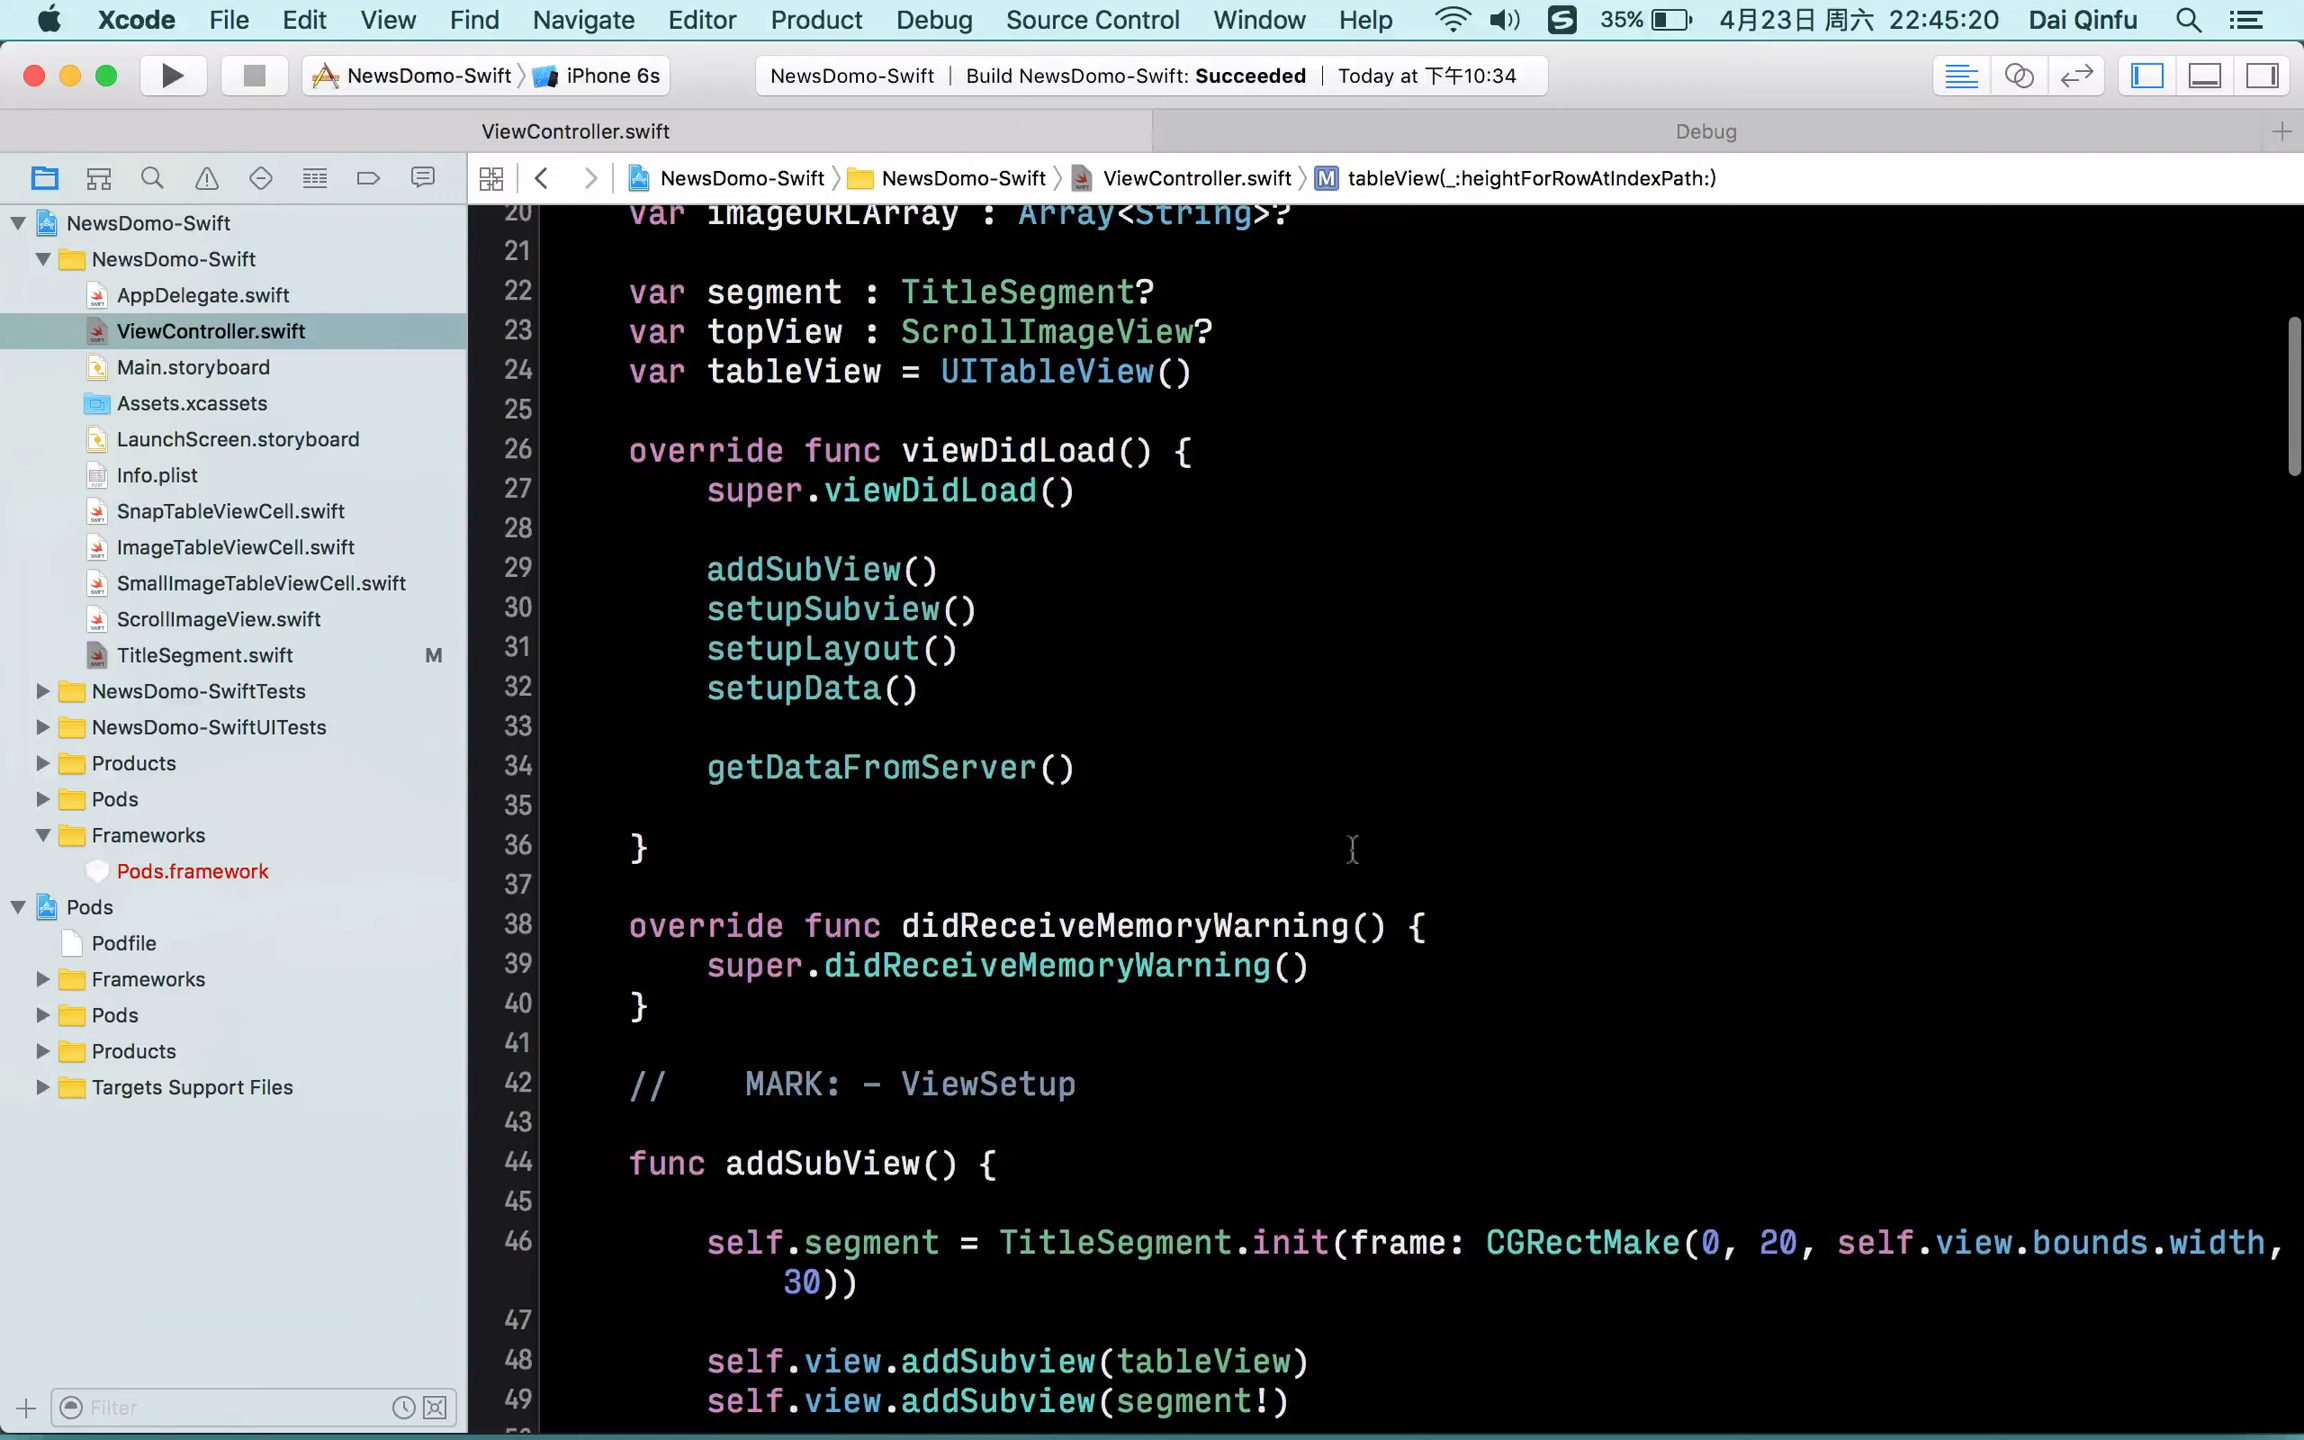 Xcode File Edit View Find Navigate Editor Product Debug Source Control Window Help 35% 4月23日 周六 22:45:20 Dai Qinfu
NewsDomo-Swift iPhone 6s NewsDomo-Swift | Build NewsDomo-Swift: Succeeded | Today at 下午10:34
ViewController.swift Debug
NewsDomo-Swift NewsDomo-Swift ViewController.swift M tableView(_:heightForRowAtIndexPath:)
NewsDomo-Swift
NewsDomo-Swift
AppDelegate.swift
ViewController.swift
Main.storyboard
Assets.xcassets
LaunchScreen.storyboard
Info.plist
SnapTableViewCell.swift
ImageTableViewCell.swift
SmallImageTableViewCell.swift
ScrollImageView.swift
TitleSegment.swift M
NewsDomo-SwiftTests
NewsDomo-SwiftUITests
Products
Pods
Frameworks
Pods.framework
Pods
Podfile
Frameworks
Pods
Products
Targets Support Files
Filter
20 var imageURLArray : Array<String>?
21
22 var segment : TitleSegment?
23 var topView : ScrollImageView?
24 var tableView = UITableView()
25
26 override func viewDidLoad() {
27 super.viewDidLoad()
28
29 addSubView()
30 setupSubview()
31 setupLayout()
32 setupData()
33
34 getDataFromServer()
35
36 }
37
38 override func didReceiveMemoryWarning() {
39 super.didReceiveMemoryWarning()
40 }
41
42 // MARK: - ViewSetup
43
44 func addSubView() {
45
46 self.segment = TitleSegment.init(frame: CGRectMake(0, 20, self.view.bounds.width,
30))
47
48 self.view.addSubview(tableView)
49 self.view.addSubview(segment!)